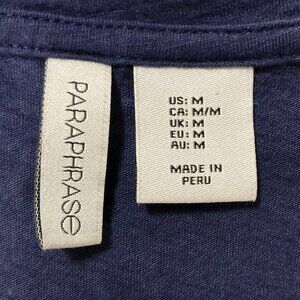 PARAPHRASE
US: M
CA: M/M
UK: M
EU: M
AU: M
MADE IN
PERU